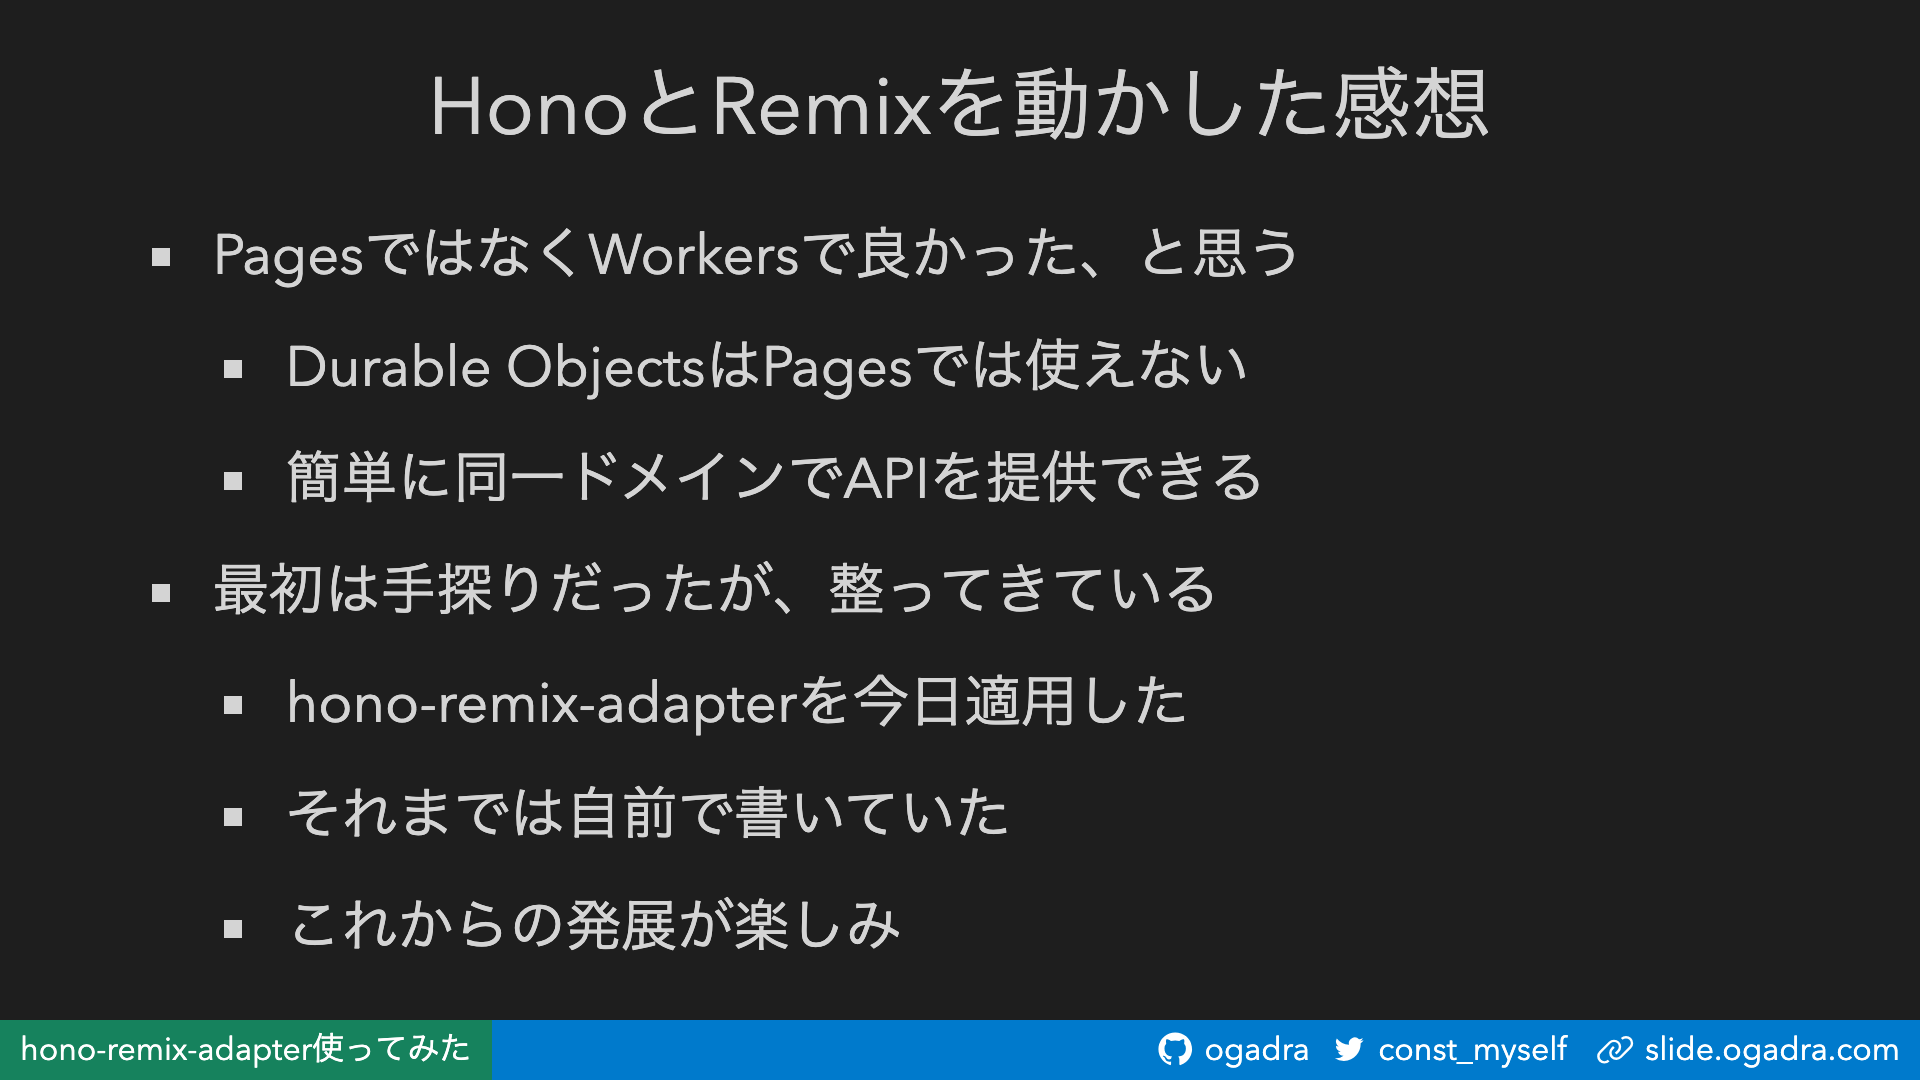 HonoとRemixを動かした感想
PagesではなくWorkersで良かった、と思う
Durable ObjectsはPagesでは使えない
簡単に同一ドメインでAPIを提供できる
最初は手探りだったが、整ってきている
hono-remix-adapterを今日適用した
それまでは自前で書いていた
これからの発展が楽しみ
hono-remix-adapter使ってみた
ogadra const_myself slide.ogadra.com